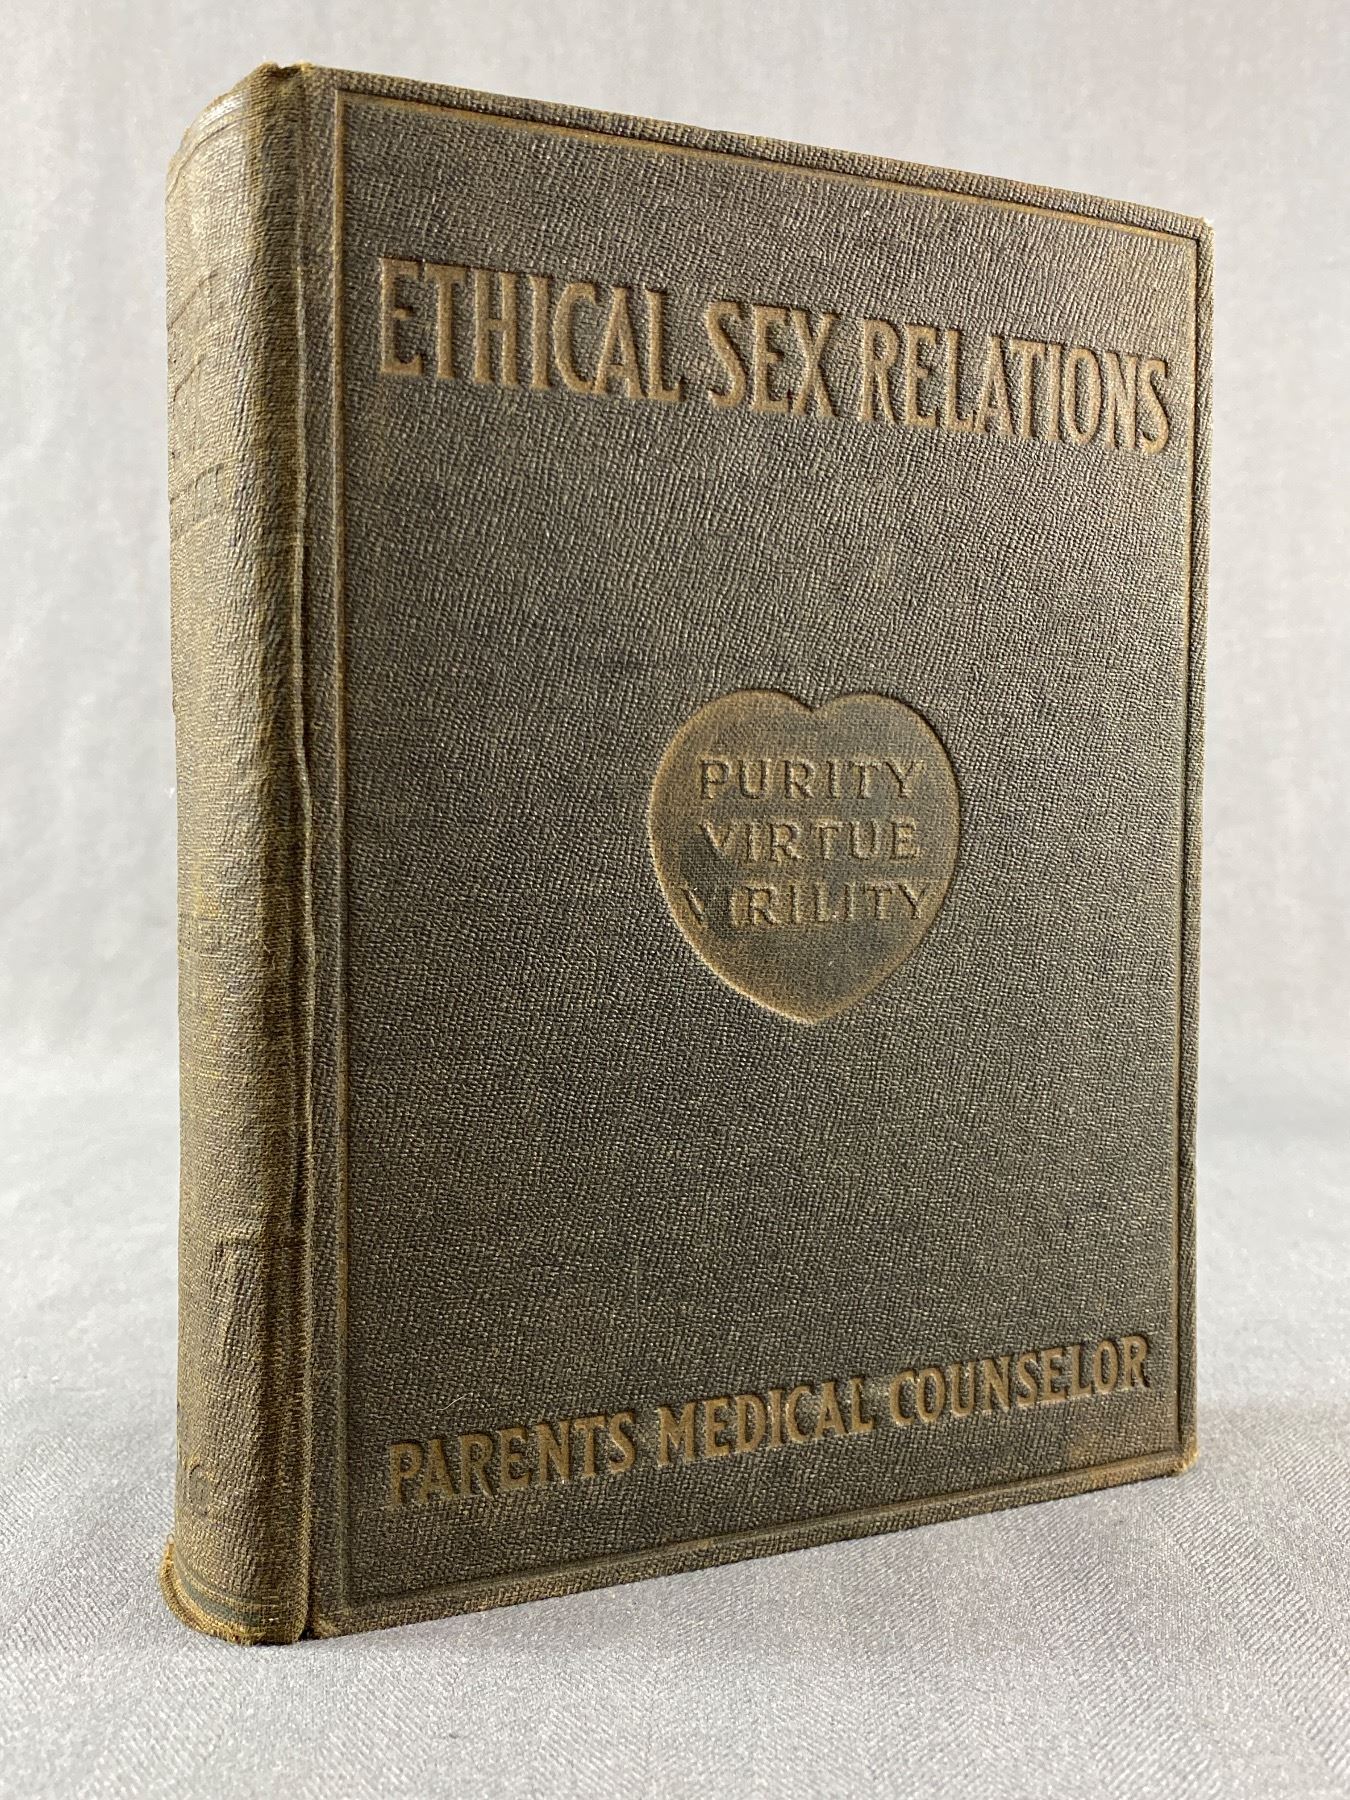 ETHICAL SEX RELATIONS
PURITY
VIRTUE
VIRILITY
PARENTS MEDICAL COUNSELOR